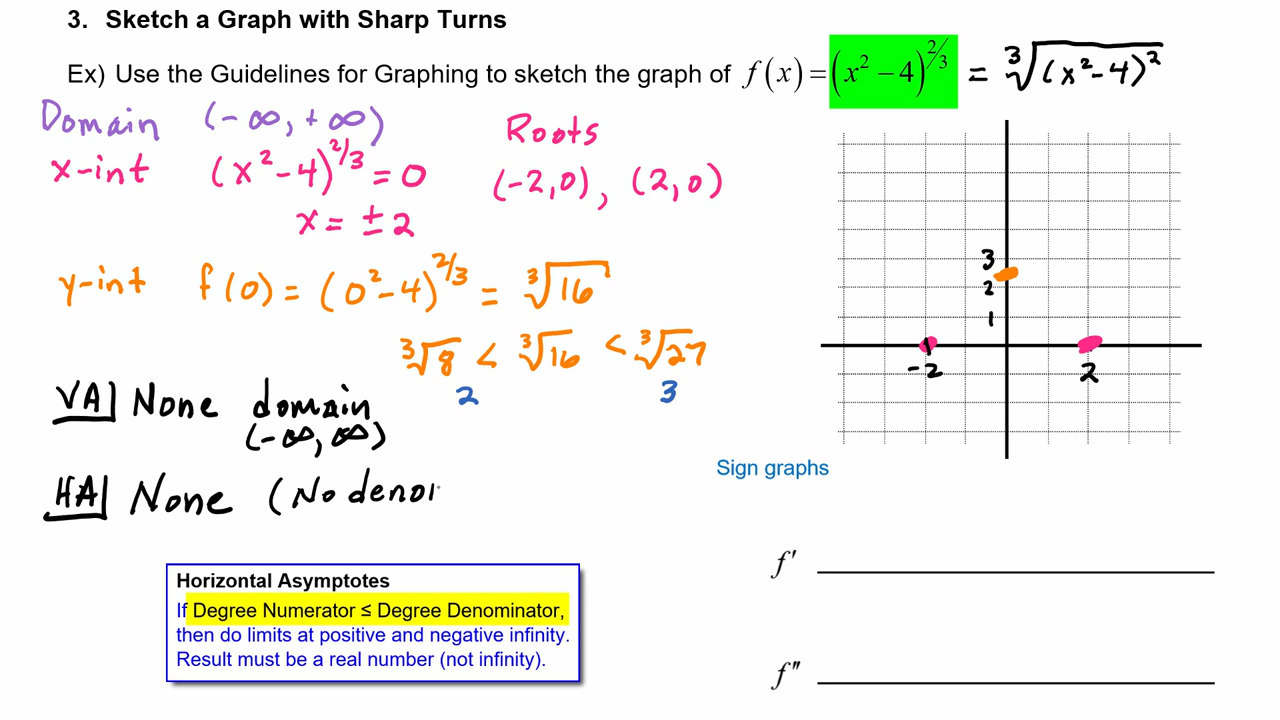 3. Sketch a Graph with Sharp Turns
Ex) Use the Guidelines for Graphing to sketch the graph of f(x) = (x² − 4)^(2/3) = ∛(x²-4)²
Domain (-∞, +∞)
x-int (x²-4)^(2/3) = 0
x = ±2
Roots
(-2,0), (2,0)
y-int f(0) = (0²-4)^(2/3) = ∛16
∛8 < ∛16 < ∛27
2 3
VA None domain
(-∞, ∞)
HA None (No denor
3
2
1
-2 2
Sign graphs
f'
f"
Horizontal Asymptotes
If Degree Numerator ≤ Degree Denominator,
then do limits at positive and negative infinity.
Result must be a real number (not infinity).